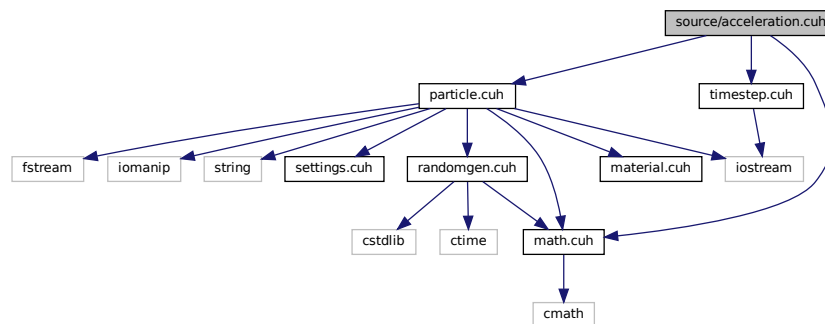 source/acceleration.cuh
particle.cuh
timestep.cuh
fstream
iomanip
string
settings.cuh
randomgen.cuh
material.cuh
iostream
cstdlib
ctime
math.cuh
cmath